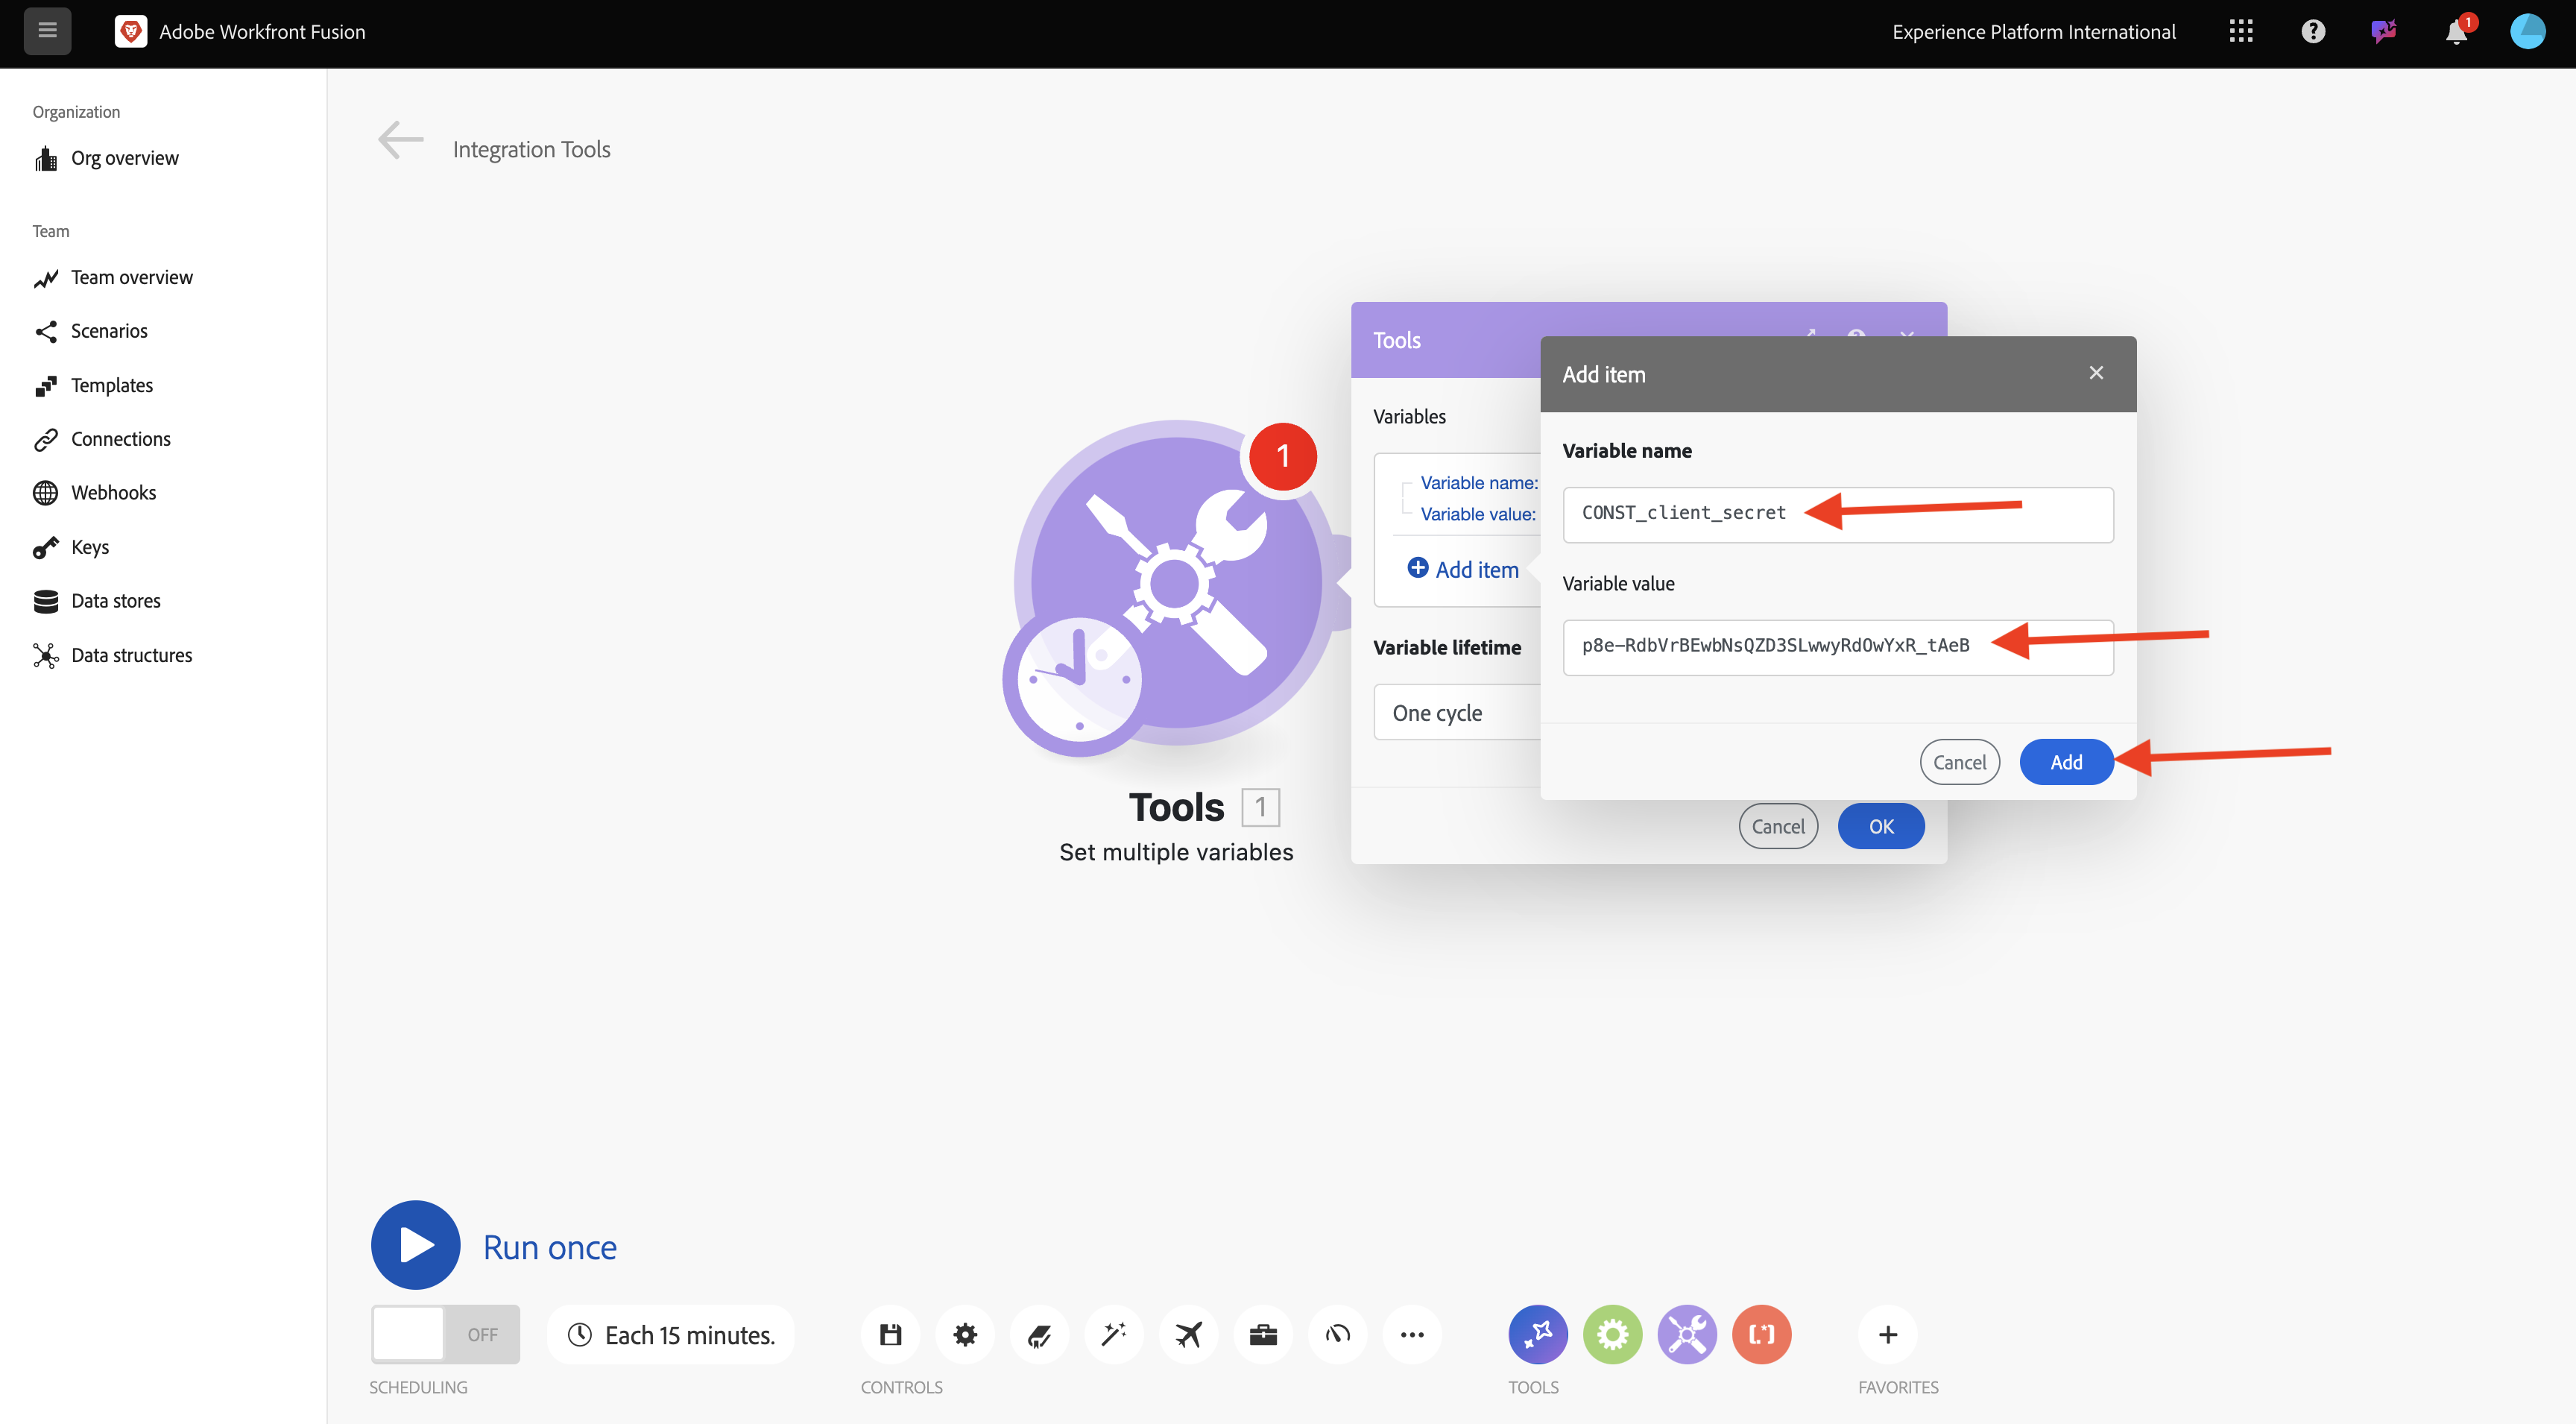 Adobe Workfront Fusion
Experience Platform International
1
Organization
Org overview
Team
Team overview
Scenarios
Templates
Connections
Webhooks
Keys
Data stores
Data structures
Integration Tools
1
Tools 1
Set multiple variables
Tools
Variables
Variable name:
Variable value:
Add item
Variable lifetime
One cycle
Cancel
OK
Add item
Variable name
CONST_client_secret
Variable value
p8e-RdbVrBEwbNsQZD3SLwwyRdOwYxR_tAeB
Cancel
Add
Run once
OFF
Each 15 minutes.
SCHEDULING
CONTROLS
TOOLS
FAVORITES